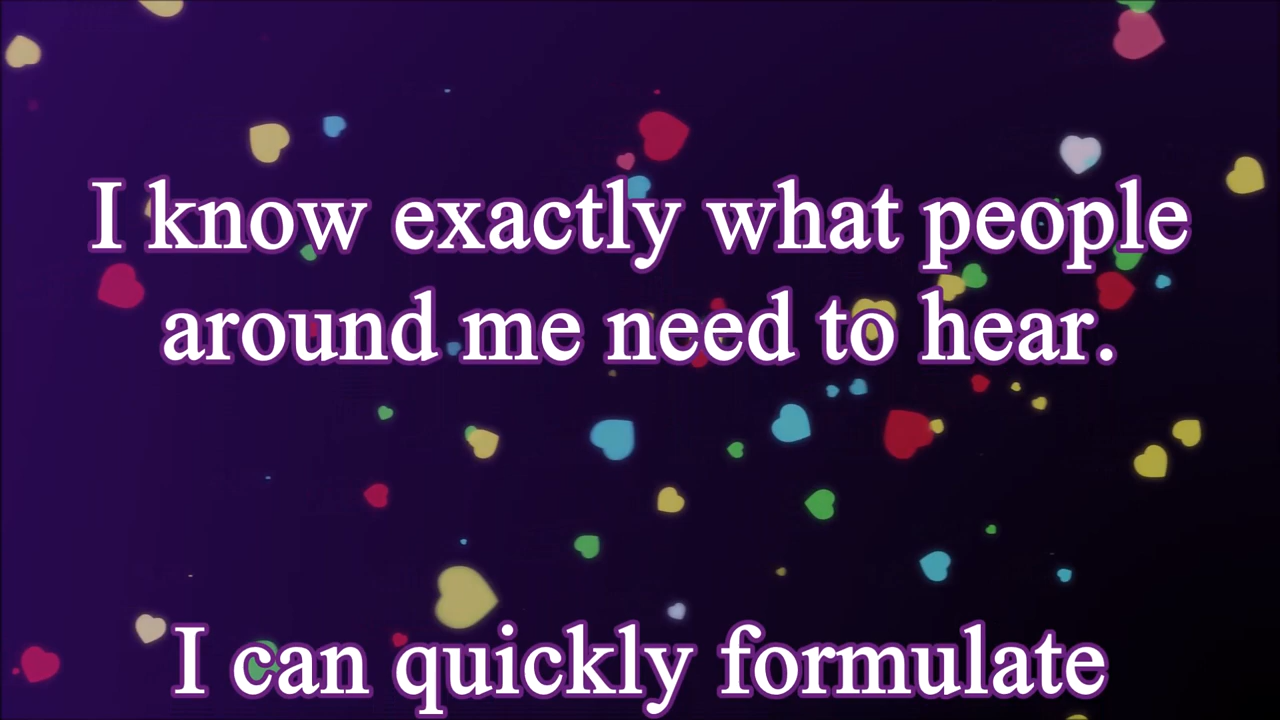 I know exactly what people
around me need to hear.
I can quickly formulate